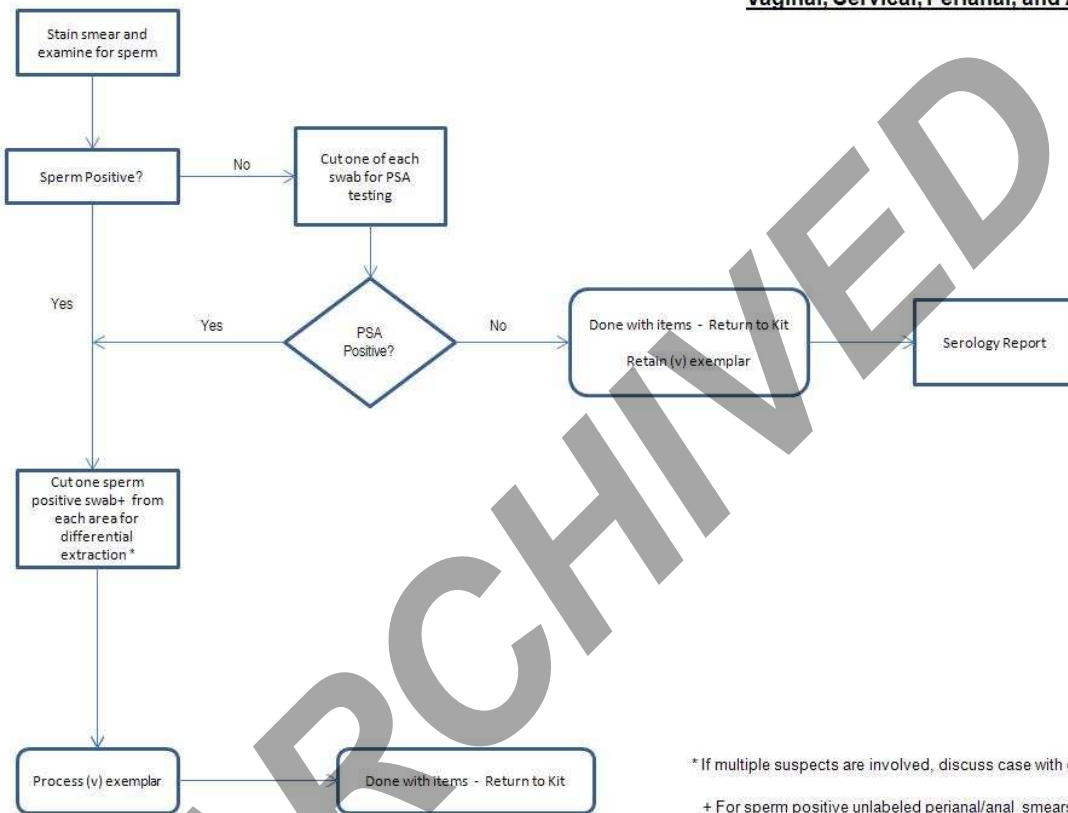 Vaginal, Cervical, Perianal, and
Stain smear and
examine for sperm
Sperm Positive?
No
Cut one of each
swab for PSA
testing
Yes
Yes
PSA
Positive?
No
Done with items - Return to Kit
Retain (v) exemplar
Serology Report
Cut one sperm
positive swab+ from
each area for
differential
extraction *
Process (v) exemplar
Done with items - Return to Kit
* If multiple suspects are involved, discuss case with
+ For sperm positive unlabeled perianal/anal smears
ARCHIVED